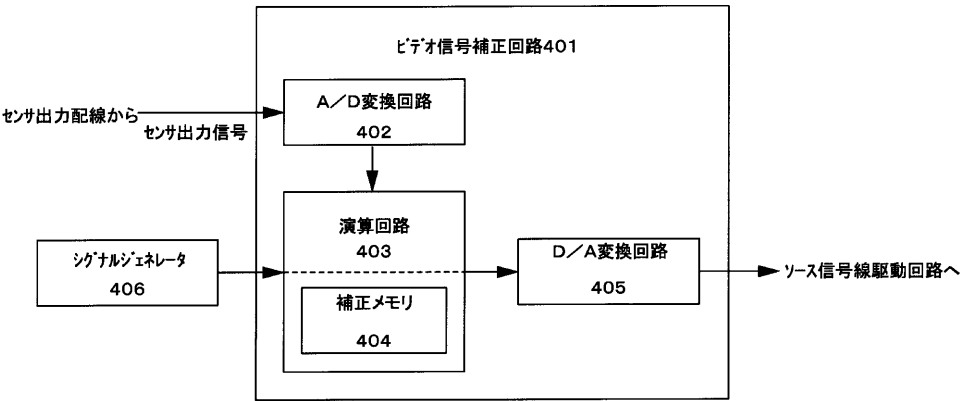 ビデオ信号補正回路401
A/D変換回路
402
センサ出力配線から
センサ出力信号
演算回路
403
シグナルジェネレータ
406
D/A変換回路
405
ソース信号線駆動回路へ
補正メモリ
404